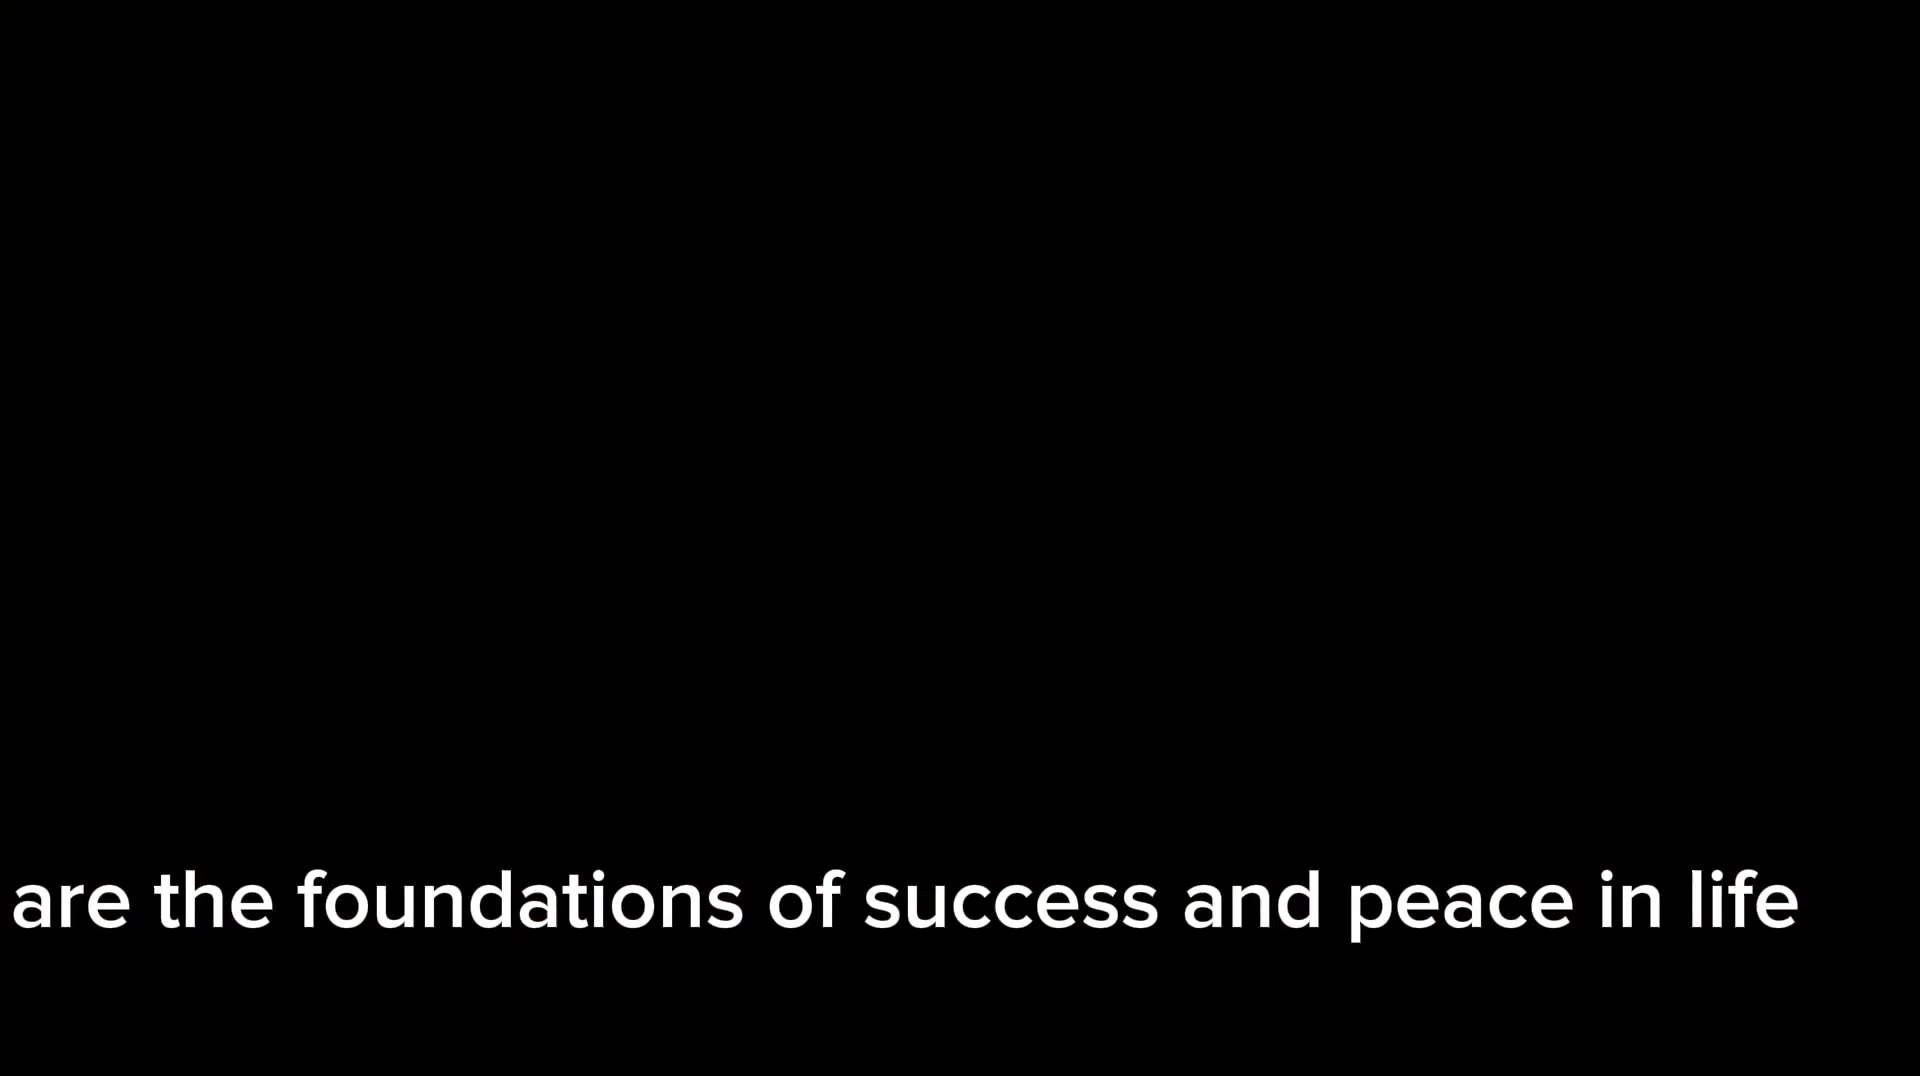 are the foundations of success and peace in life